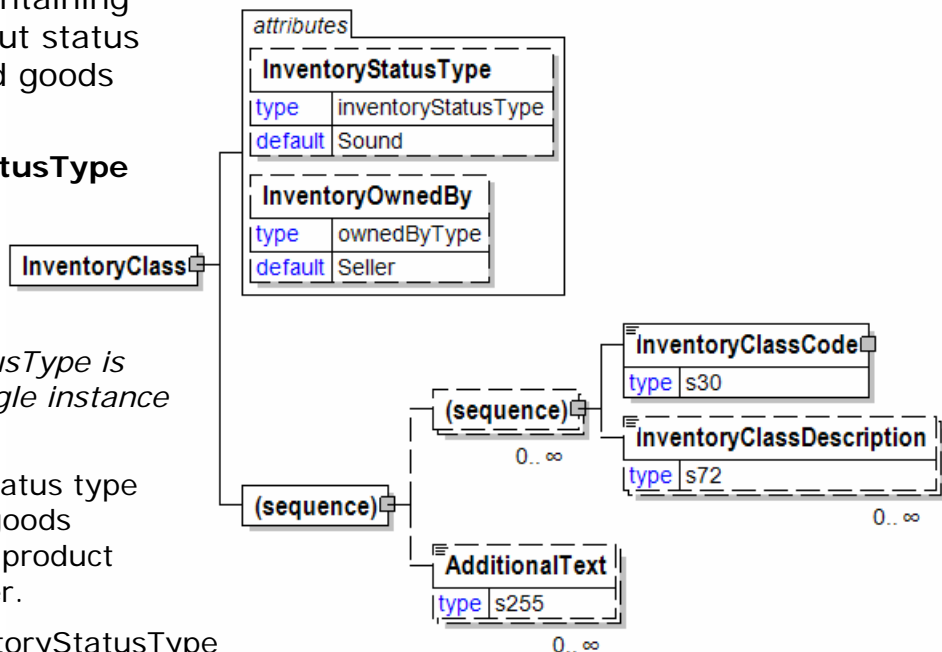 ntaining
ut status
d goods
tusType
usType is
gle instance
atus type
goods
product
r.
toryStatusType
attributes
InventoryStatusType
type inventoryStatusType
default Sound
InventoryOwnedBy
type ownedByType
default Seller
InventoryClass
(sequence)
(sequence)
0.. ∞
InventoryClassCode
type s30
InventoryClassDescription
type s72
0.. ∞
AdditionalText
type s255
0.. ∞